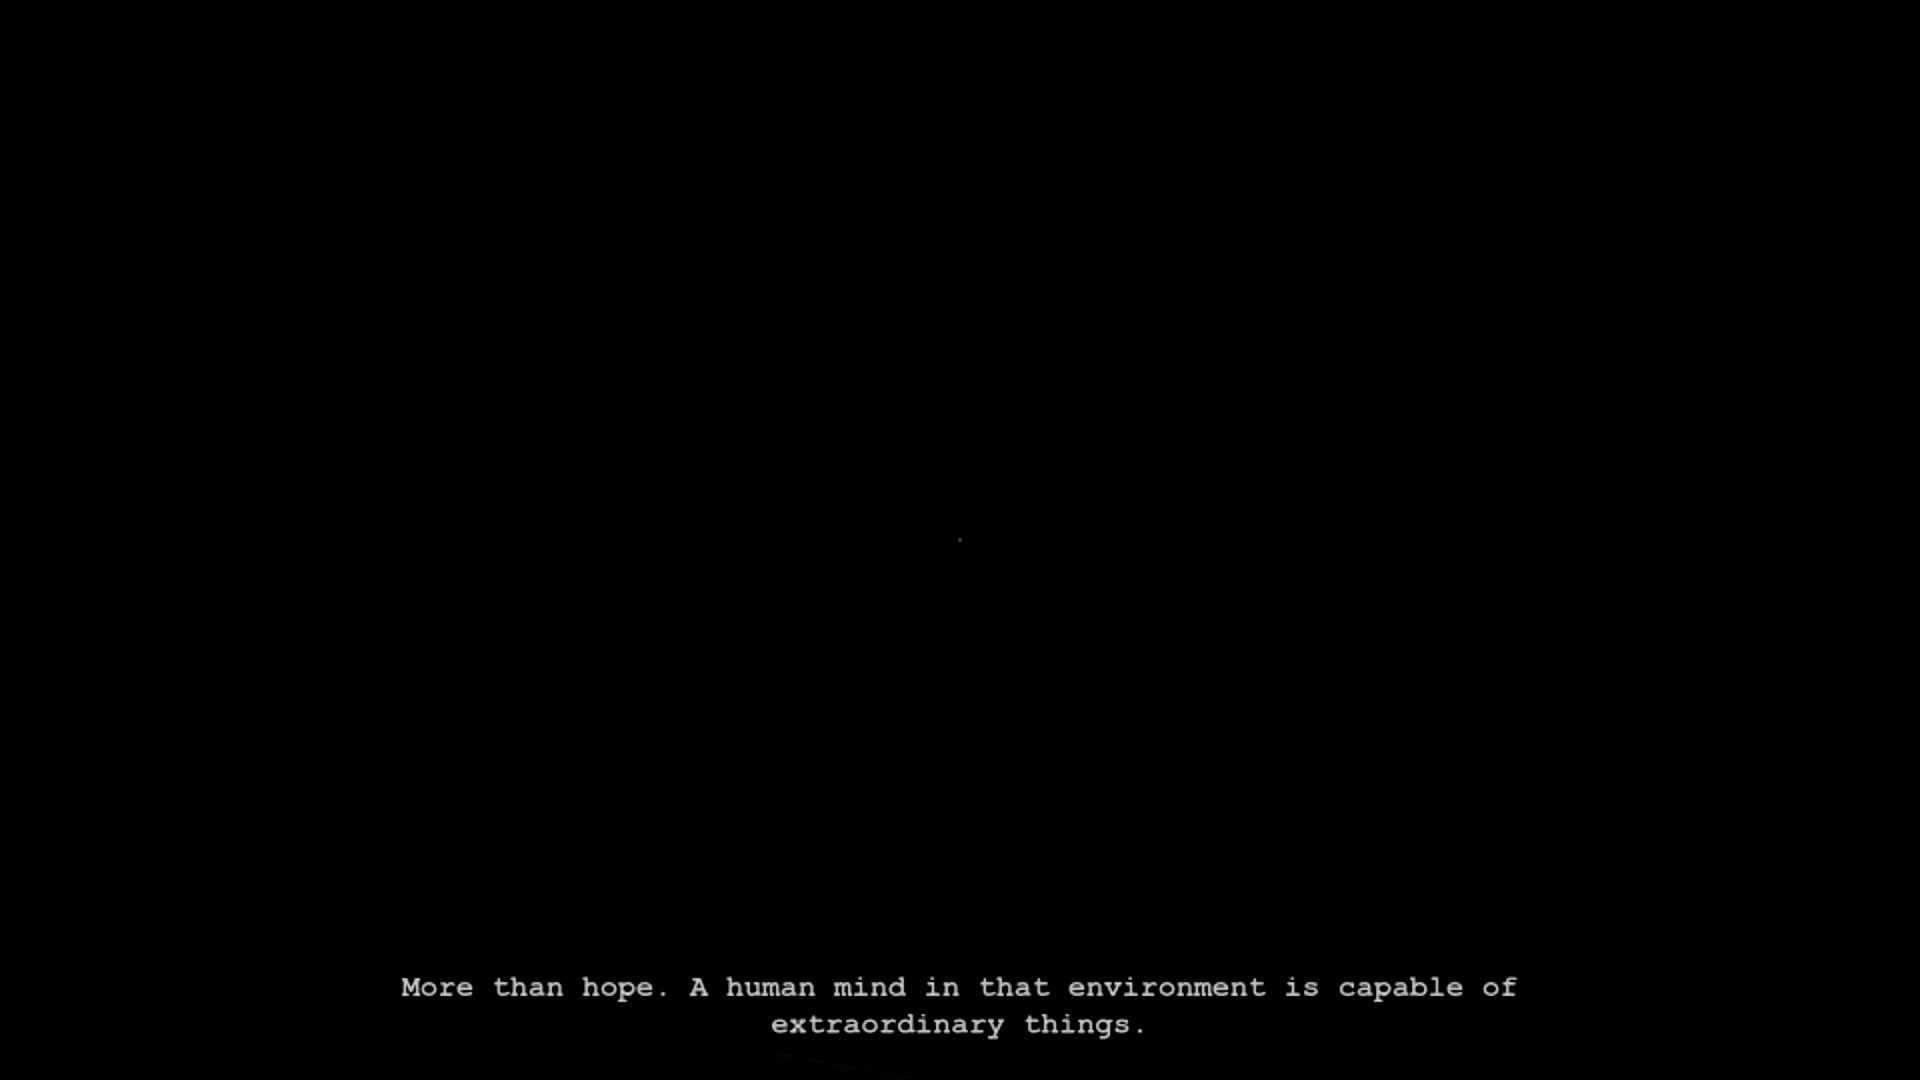 More than hope. A human mind in that environment is capable of
extraordinary things.